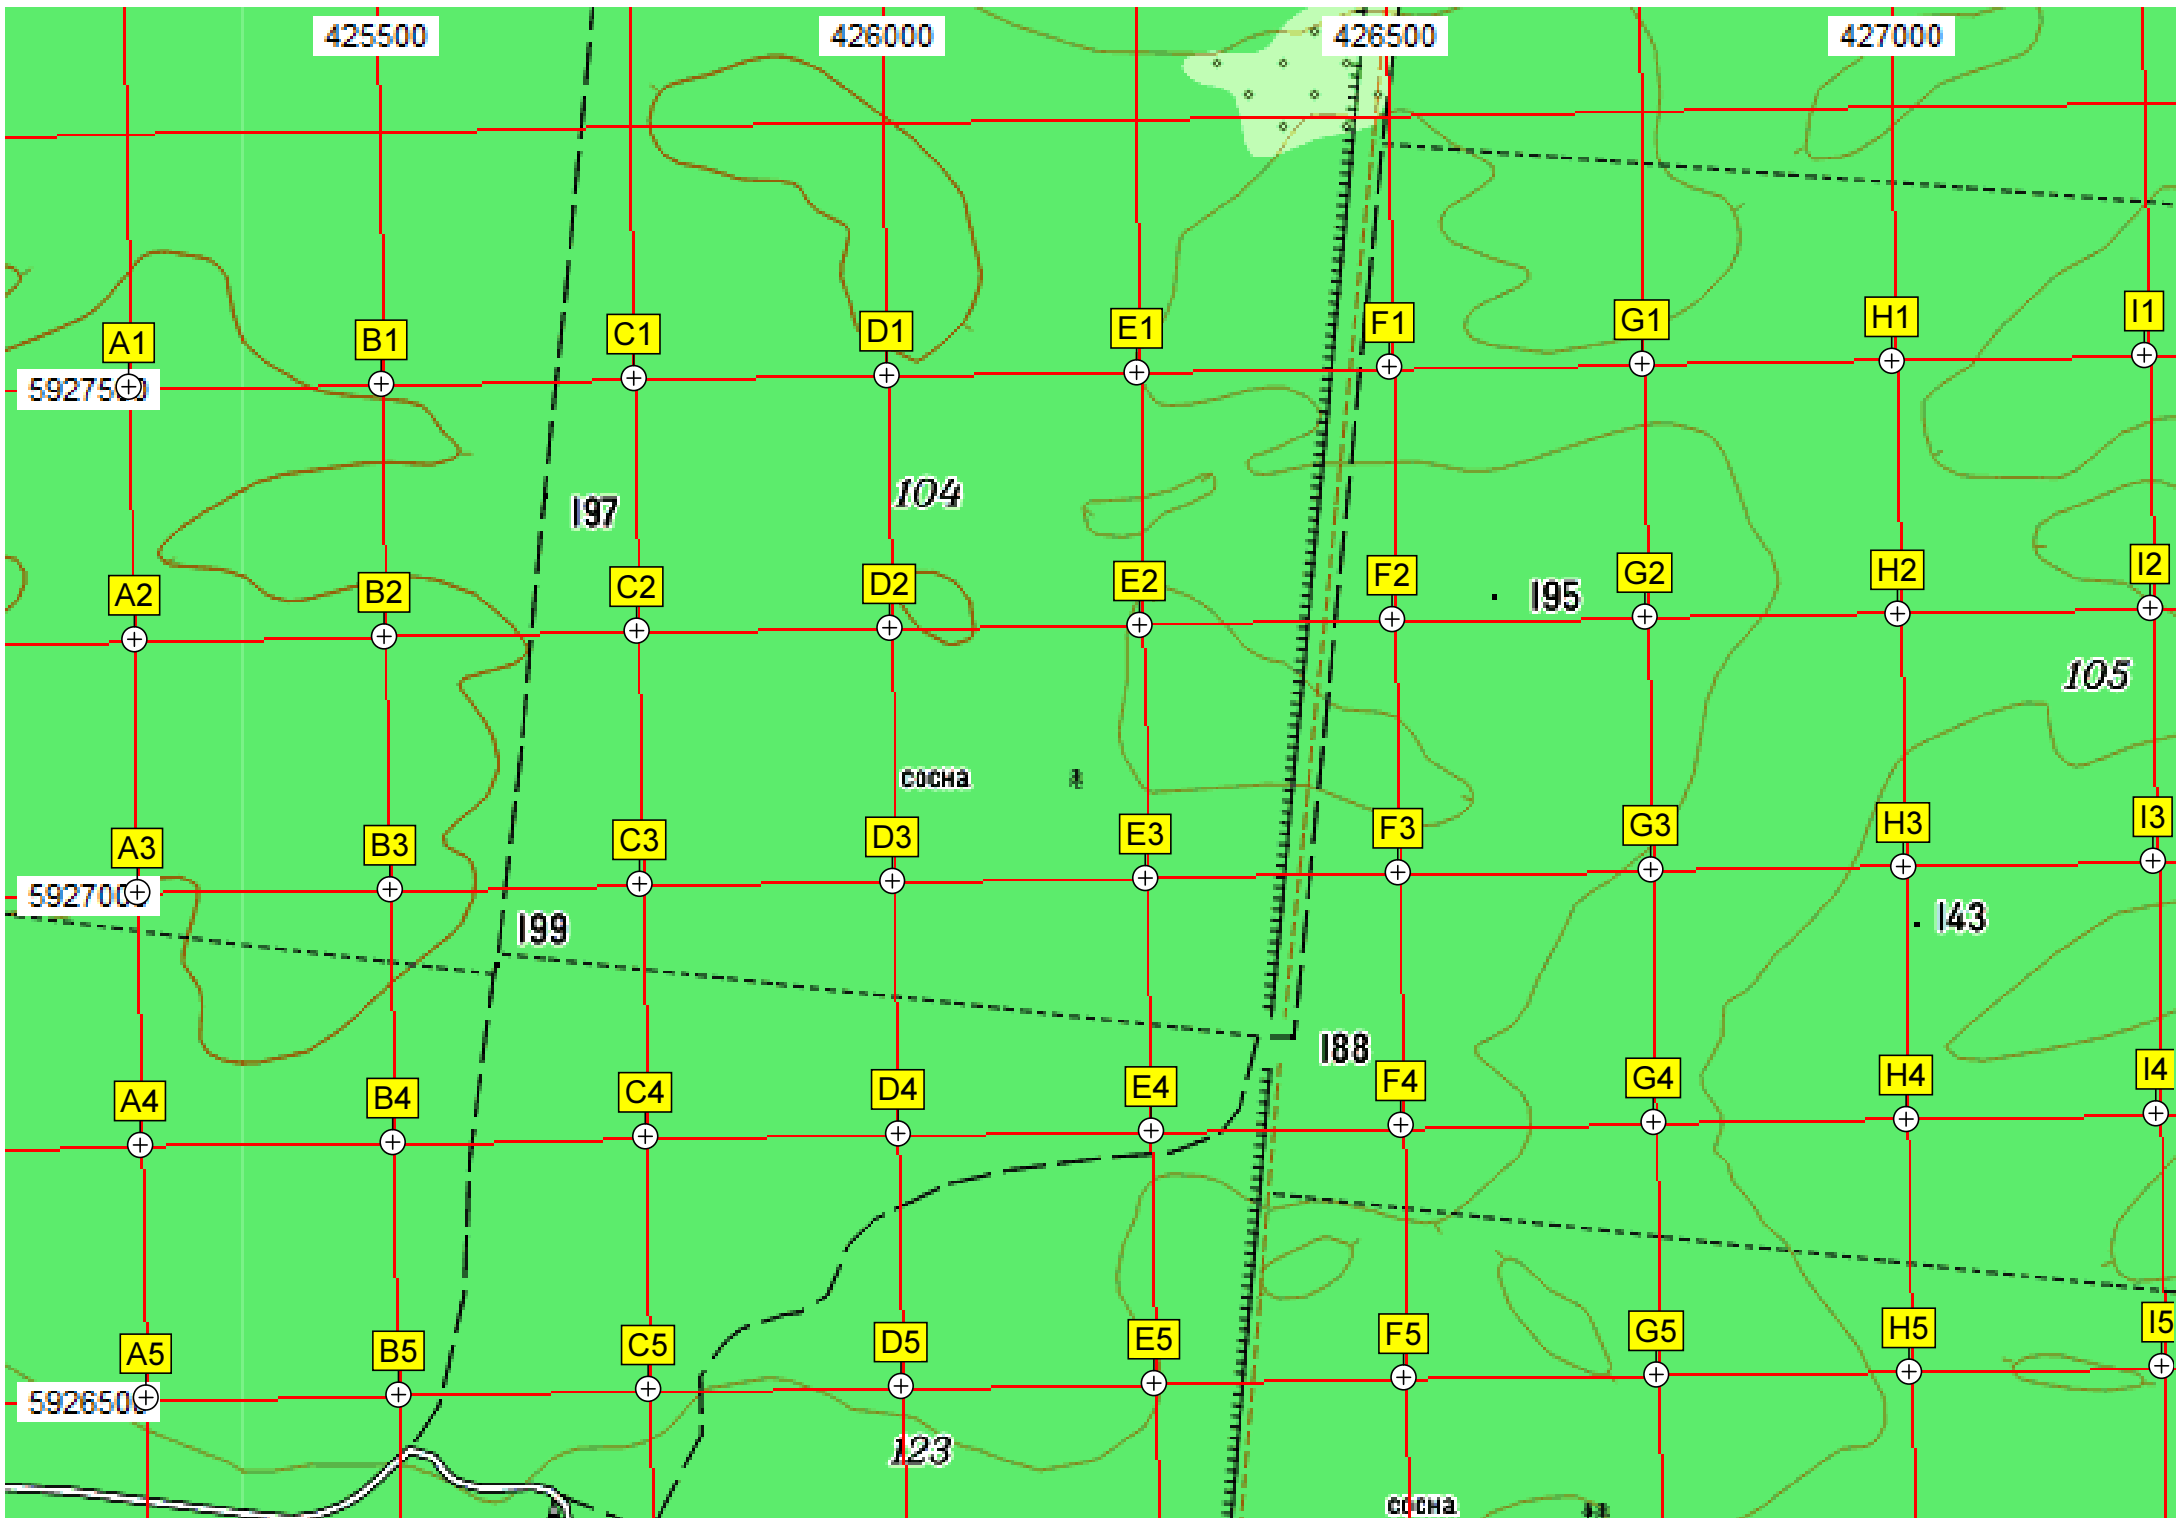 425500 426000 426500 427000
A1 B1 C1 D1 E1 F1 G1 H1 I1
5927500
104
197
A2 B2 C2 D2 E2 F2 G2 H2 I2
195
105
сосна
A3 B3 C3 D3 E3 F3 G3 H3 I3
5927000
199
143
188
A4 B4 C4 D4 E4 F4 G4 H4 I4
A5 B5 C5 D5 E5 F5 G5 H5 I5
5926500
123
сосна